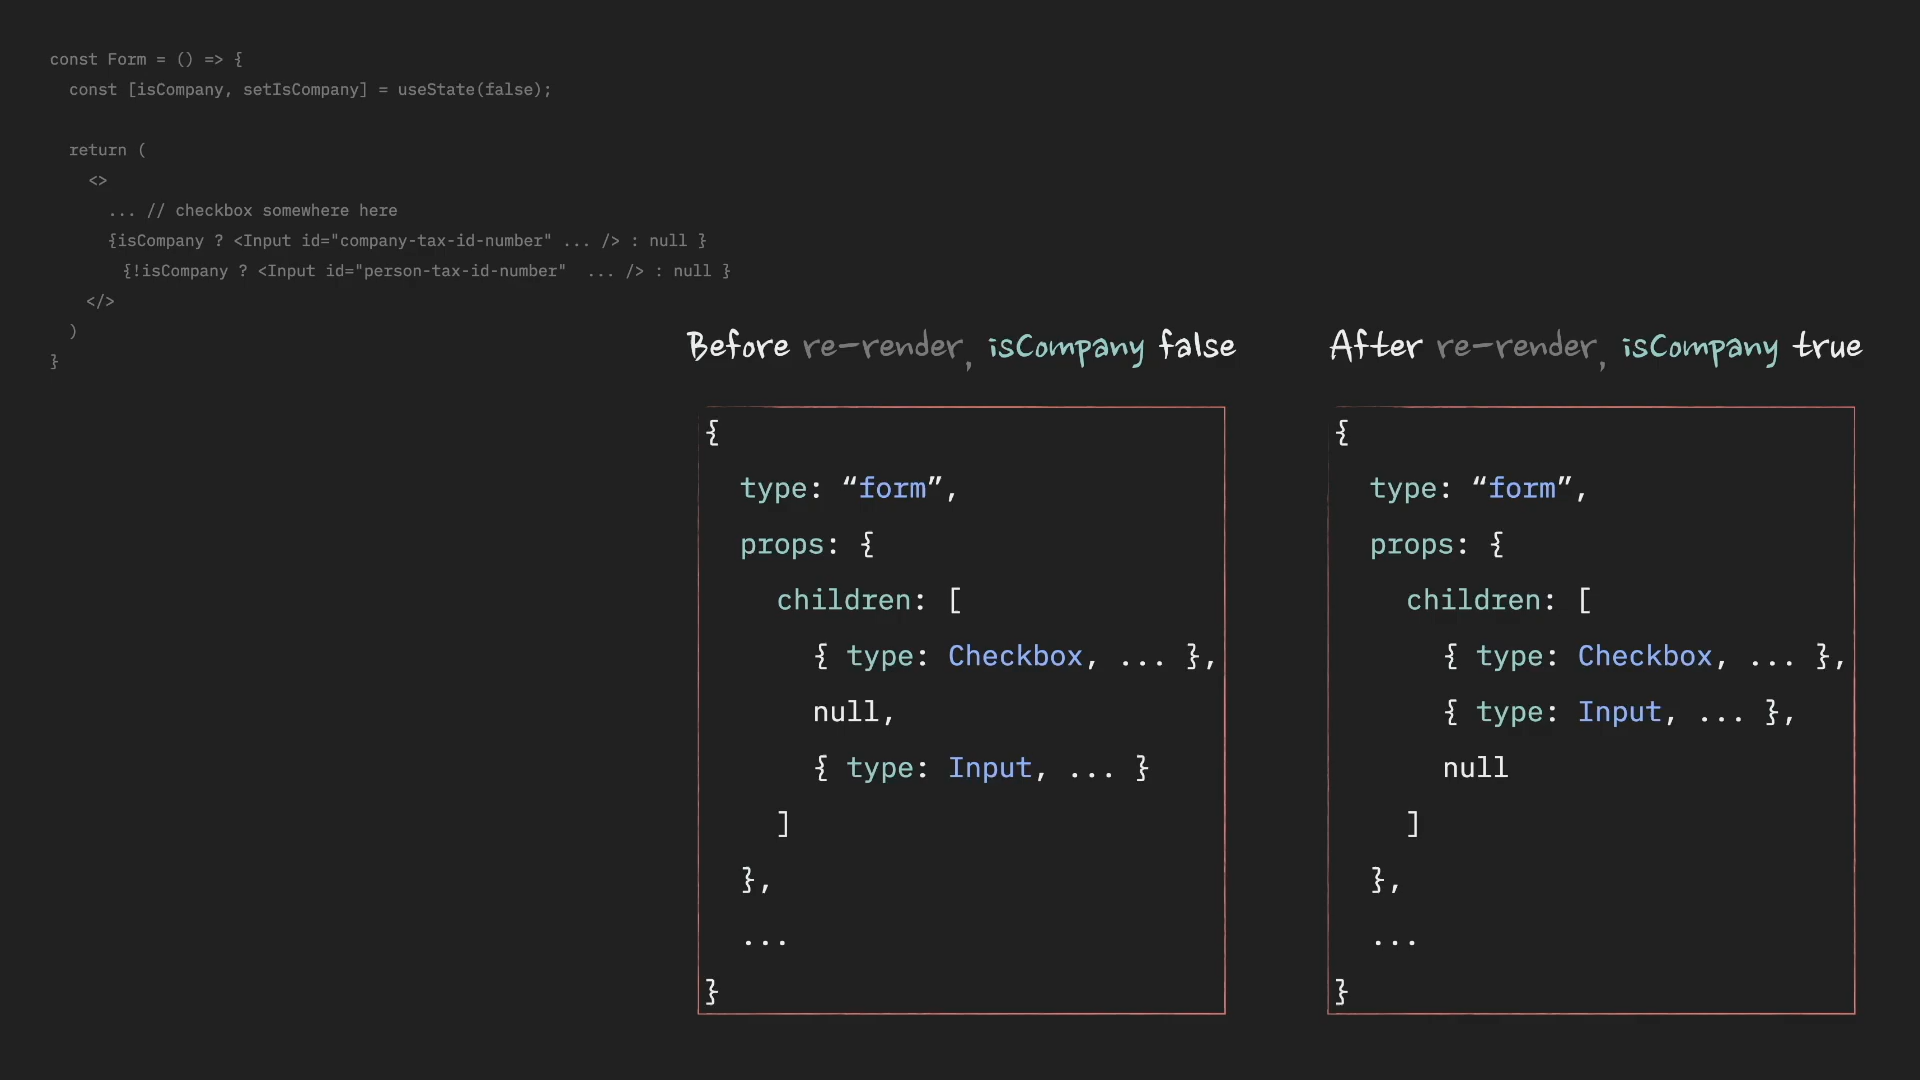 const Form = () => {
const [isCompany, setIsCompany] = useState(false);
return (
<>
... // checkbox somewhere here
{isCompany ? <Input id="company-tax-id-number" ... /> : null }
{!isCompany ? <Input id="person-tax-id-number" ... /> : null }
</>
)
}
Before re-render, isCompany false
{
type: “form”,
props: {
children: [
{ type: Checkbox, ... },
null,
{ type: Input, ... }
]
},
...
}
After re-render, isCompany true
{
type: “form”,
props: {
children: [
{ type: Checkbox, ... },
{ type: Input, ... },
null
]
},
...
}